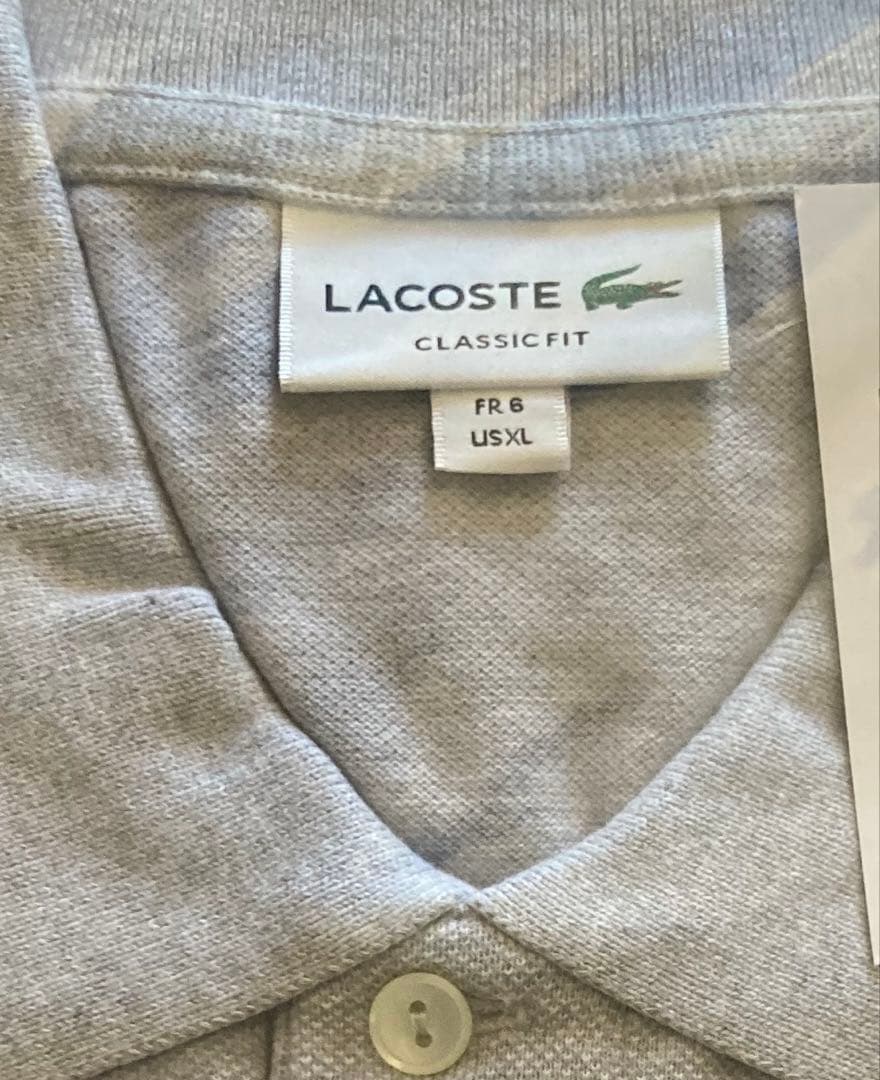 LACOSTE
CLASSIC FIT
FR 6
US XL